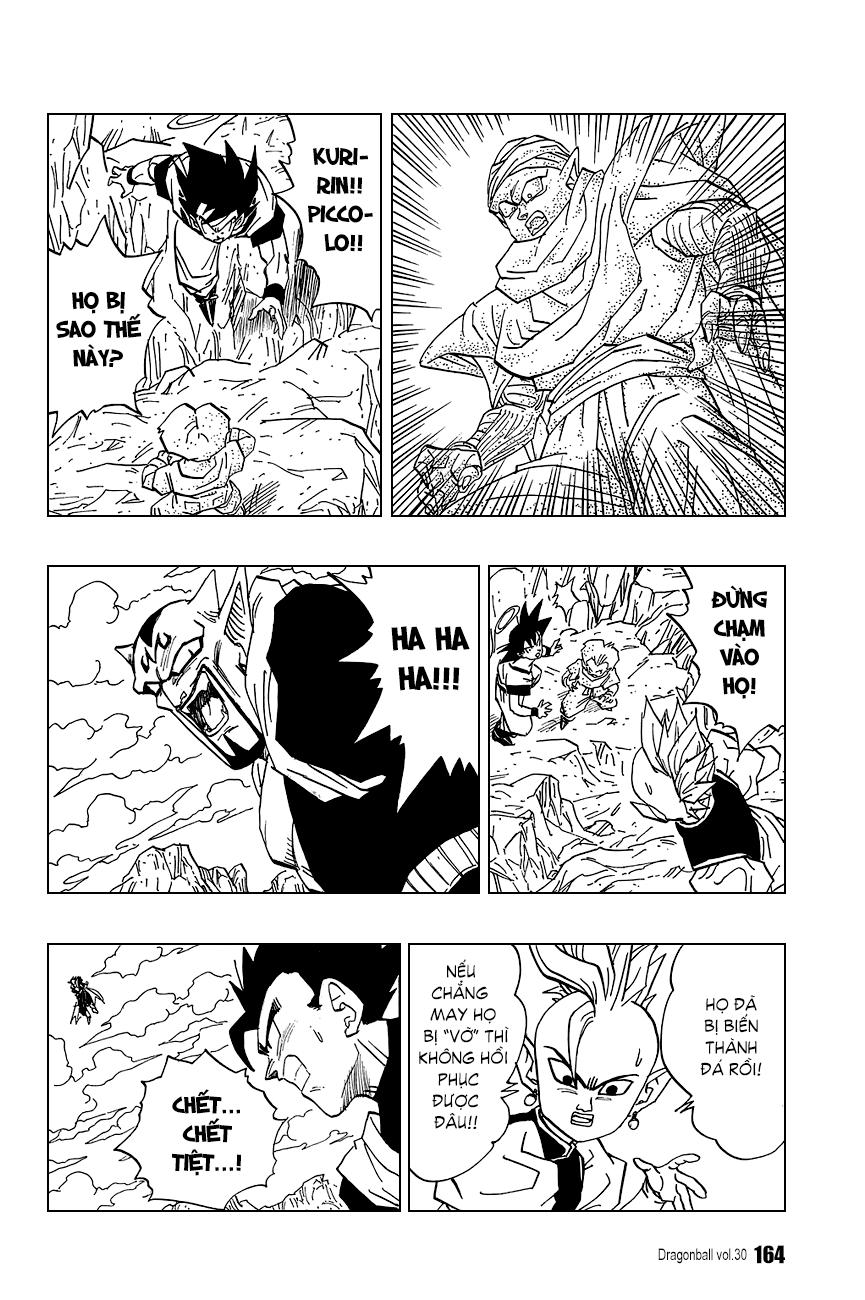 KURI-
RIN!!
PICCO-
LO!!
HỌ BỊ
SAO THẾ
NÀY?
HA HA
HA!!!
ĐỪNG
CHẠM
VÀO
HỌ!
NẾU
CHẲNG
MAY HỌ
BỊ "VỠ" THÌ
KHÔNG HỒI
PHỤC
ĐƯỢC
ĐÂU!!
HỌ ĐÃ
BỊ BIẾN
THÀNH
ĐÁ RỒI!
CHẾT...
CHẾT
TIỆT...!
Dragonball vol.30 164